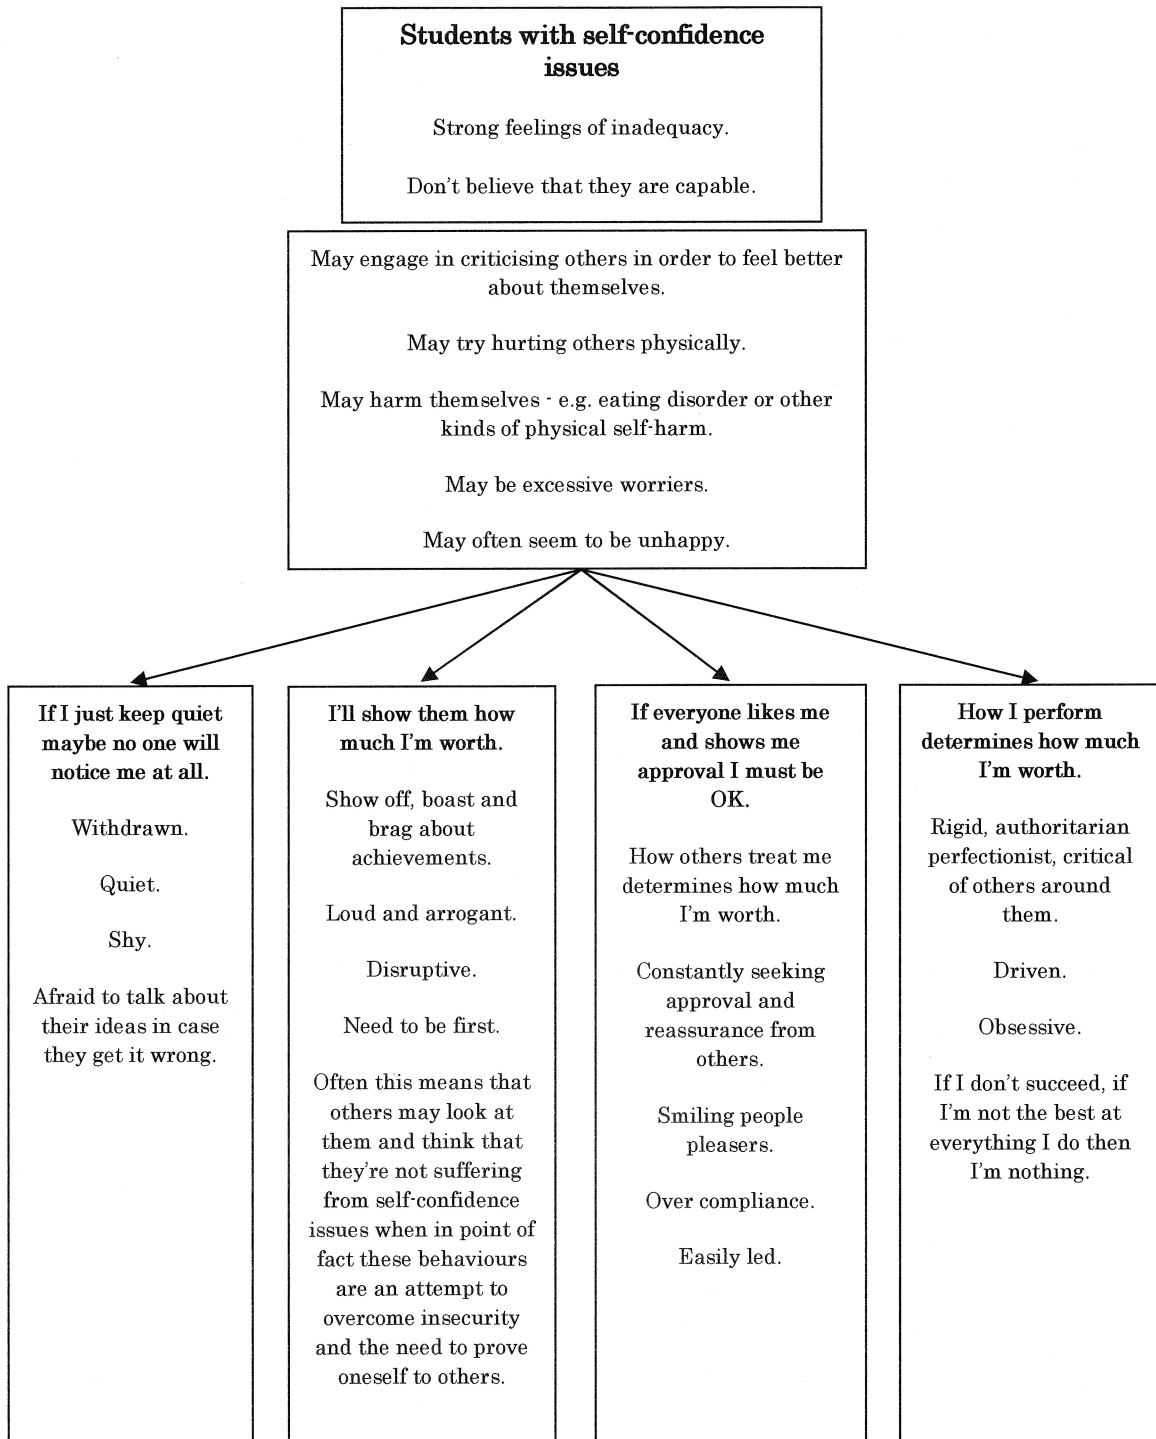 Students with self-confidence
issues
Strong feelings of inadequacy.
Don't believe that they are capable.
May engage in criticising others in order to feel better
about themselves.
May try hurting others physically.
May harm themselves - e.g. eating disorder or other
kinds of physical self-harm.
May be excessive worriers.
May often seem to be unhappy.
If I just keep quiet
maybe no one will
notice me at all.
Withdrawn.
Quiet.
Shy.
Afraid to talk about
their ideas in case
they get it wrong.
I'll show them how
much I'm worth.
Show off, boast and
brag about
achievements.
Loud and arrogant.
Disruptive.
Need to be first.
Often this means that
others may look at
them and think that
they're not suffering
from self-confidence
issues when in point of
fact these behaviours
are an attempt to
overcome insecurity
and the need to prove
oneself to others.
If everyone likes me
and shows me
approval I must be
OK.
How others treat me
determines how much
I'm worth.
Constantly seeking
approval and
reassurance from
others.
Smiling people
pleasers.
Over compliance.
Easily led.
How I perform
determines how much
I'm worth.
Rigid, authoritarian
perfectionist, critical
of others around
them.
Driven.
Obsessive.
If I don't succeed, if
I'm not the best at
everything I do then
I'm nothing.